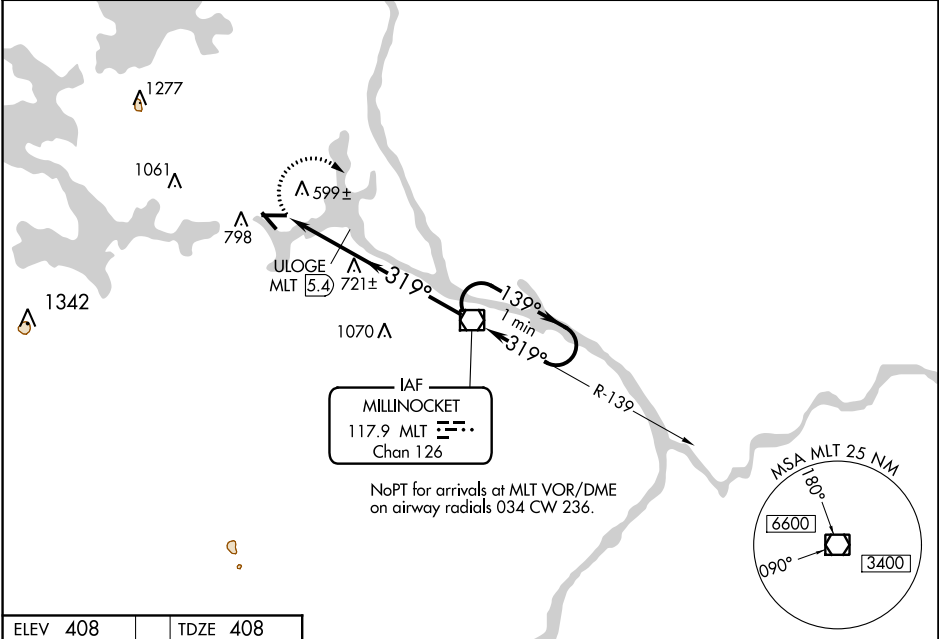 1277
1061
599±
798
ULOGE
MLT 5.4
721±
319°
139°
1 min
319°
1342
1070
R-139
IAF
MILLINOCKET
117.9 MLT
Chan 126
NoPT for arrivals at MLT VOR/DME
on airway radials 034 CW 236.
MSA MLT 25 NM
180°
6600
090°
3400
ELEV 408
TDZE 408